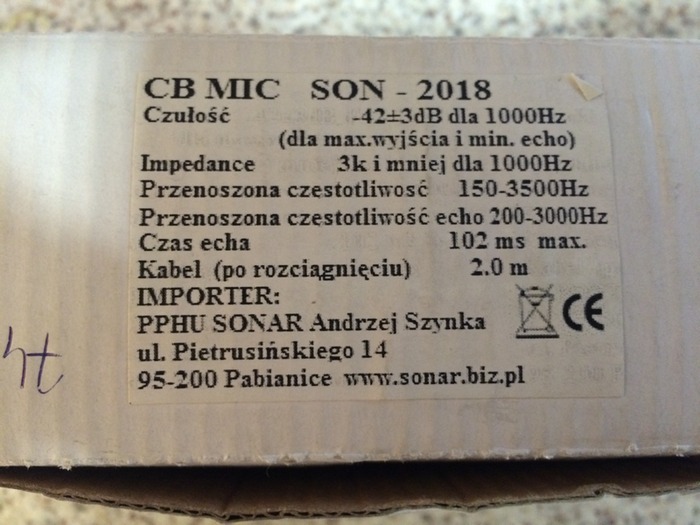 CB MIC SON - 2018
Czułość -42±3dB dla 1000Hz
(dla max.wyjścia i min. echo)
Impedance 3k i mniej dla 1000Hz
Przenoszona czestotliwosć 150-3500Hz
Przenoszona czestotliwość echo 200-3000Hz
Czas echa 102 ms max.
Kabel (po rozciągnięciu) 2.0 m
IMPORTER:
PPHU SONAR Andrzej Szynka
CE
ul. Pietrusińskiego 14
95-200 Pabianice www.sonar.biz.pl